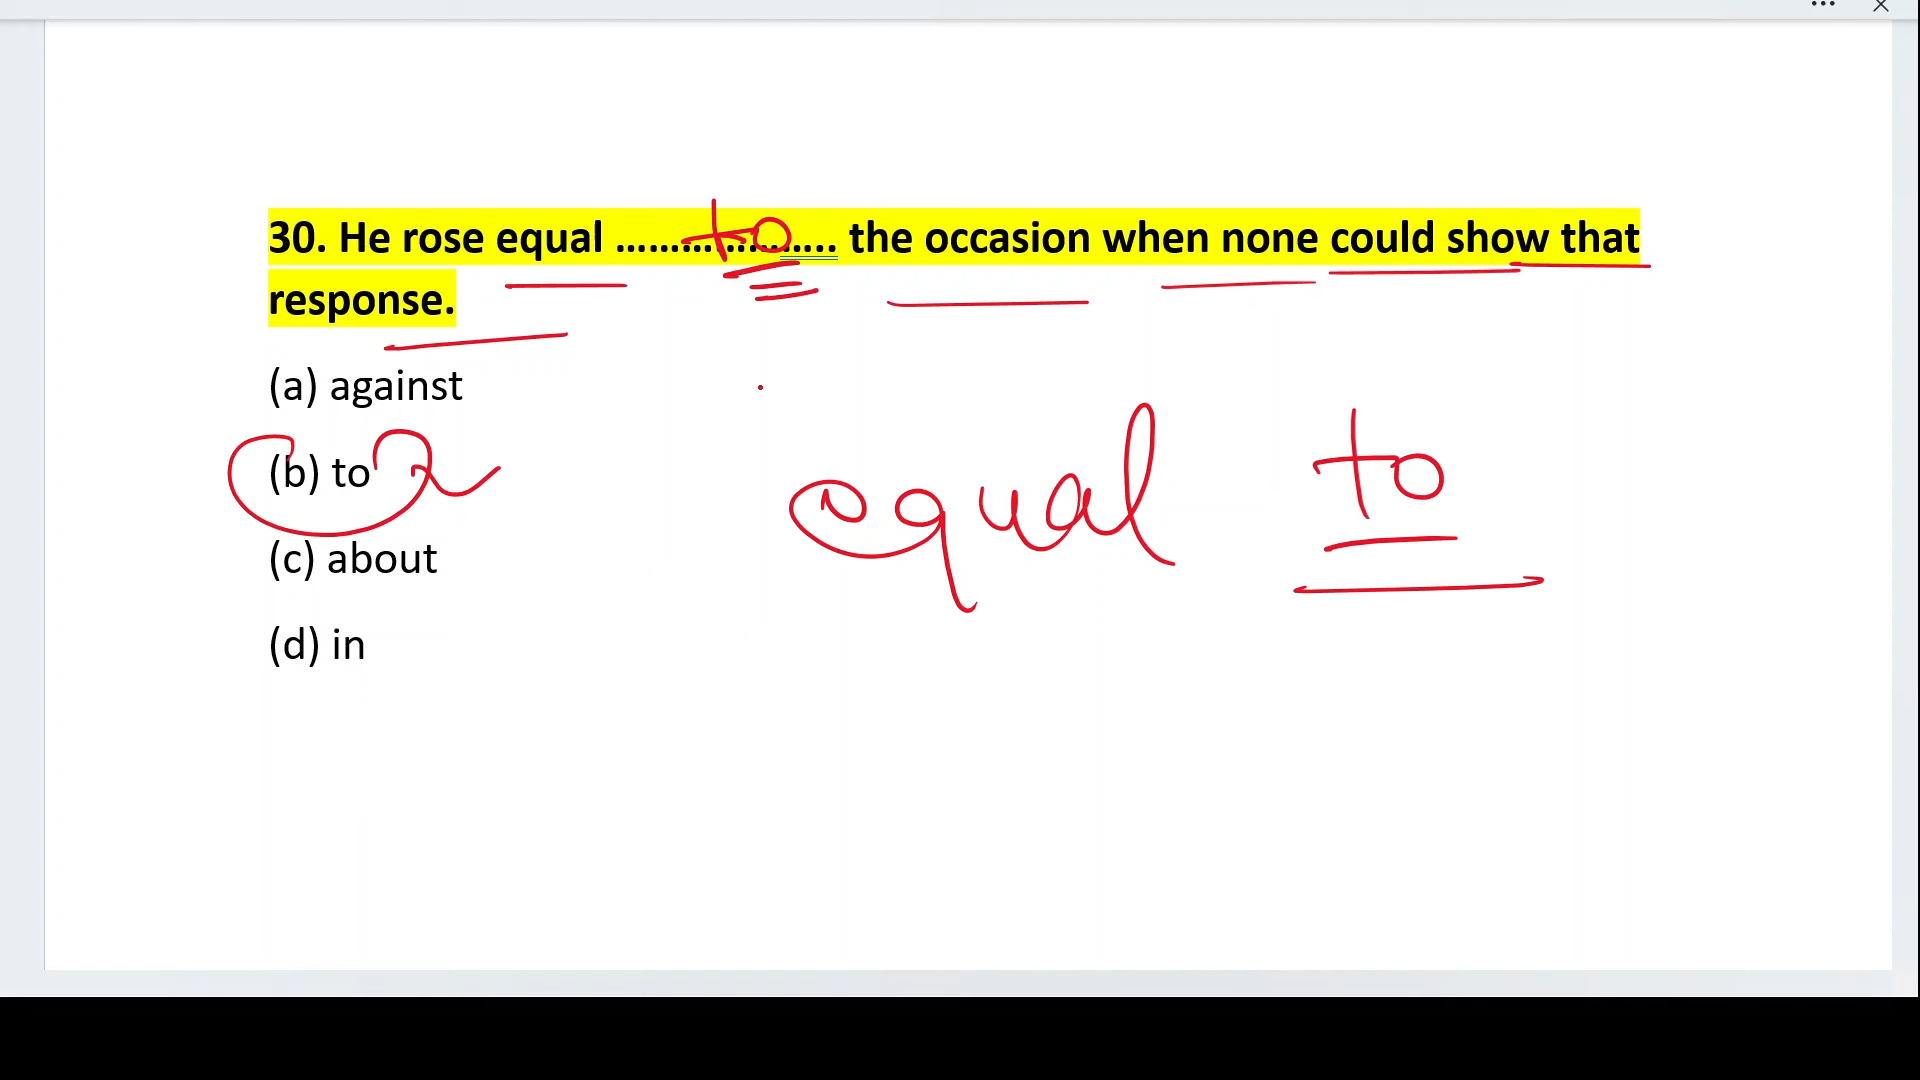 30. He rose equal ...........to......... the occasion when none could show that
response.
(a) against
(b) to
equal to
(c) about
(d) in